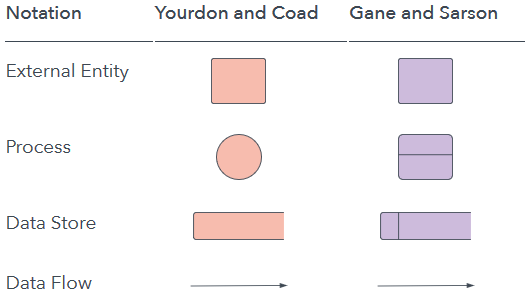 Notation Yourdon and Coad Gane and Sarson
External Entity
Process
Data Store
Data Flow